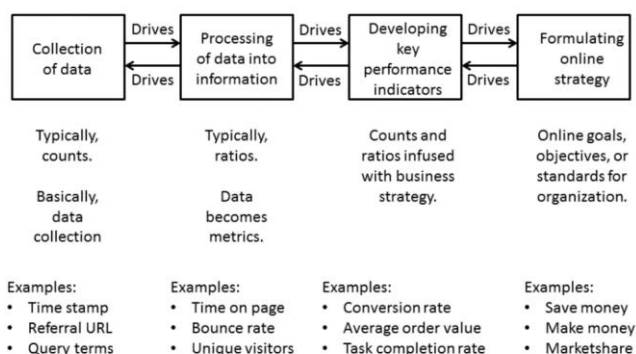 Collection
of data
Drives
Drives
Processing
of data into
information
Drives
Drives
Developing
key
performance
indicators
Drives
Drives
Formulating
online
strategy
Typically,
counts.
Basically,
data
collection
Typically,
ratios.
Data
becomes
metrics.
Counts and
ratios infused
with business
strategy.
Online goals,
objectives, or
standards for
organization.
Examples:
• Time stamp
• Referral URL
• Query terms
Examples:
• Time on page
• Bounce rate
• Unique visitors
Examples:
• Conversion rate
• Average order value
• Task completion rate
Examples:
• Save money
• Make money
• Marketshare